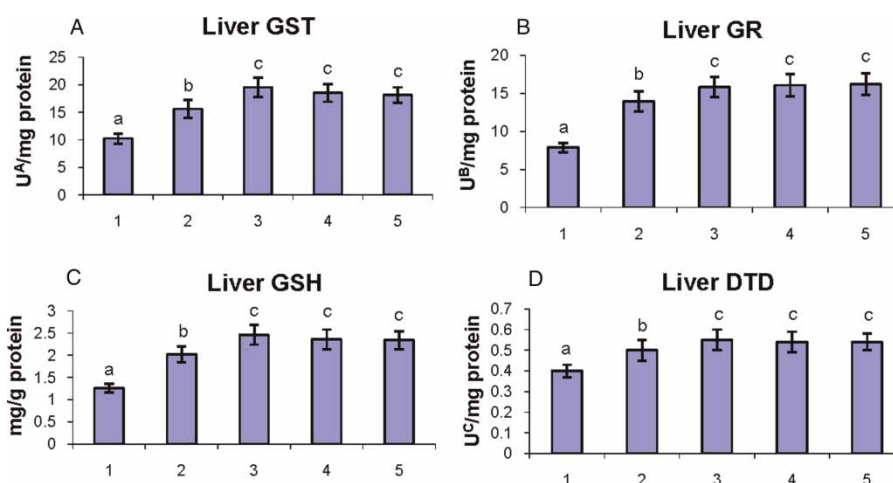 A
Liver GST
U^A/mg protein
25
20
15
10
5
0
a
b
c
c
c
1 2 3 4 5
B
Liver GR
U^B/mg protein
20
15
10
5
0
a
b
c
c
c
1 2 3 4 5
C
Liver GSH
mg/g protein
3
2.5
2
1.5
1
0.5
0
a
b
c
c
c
1 2 3 4 5
D
Liver DTD
U^C/mg protein
0.7
0.6
0.5
0.4
0.3
0.2
0.1
0
a
b
c
c
c
1 2 3 4 5